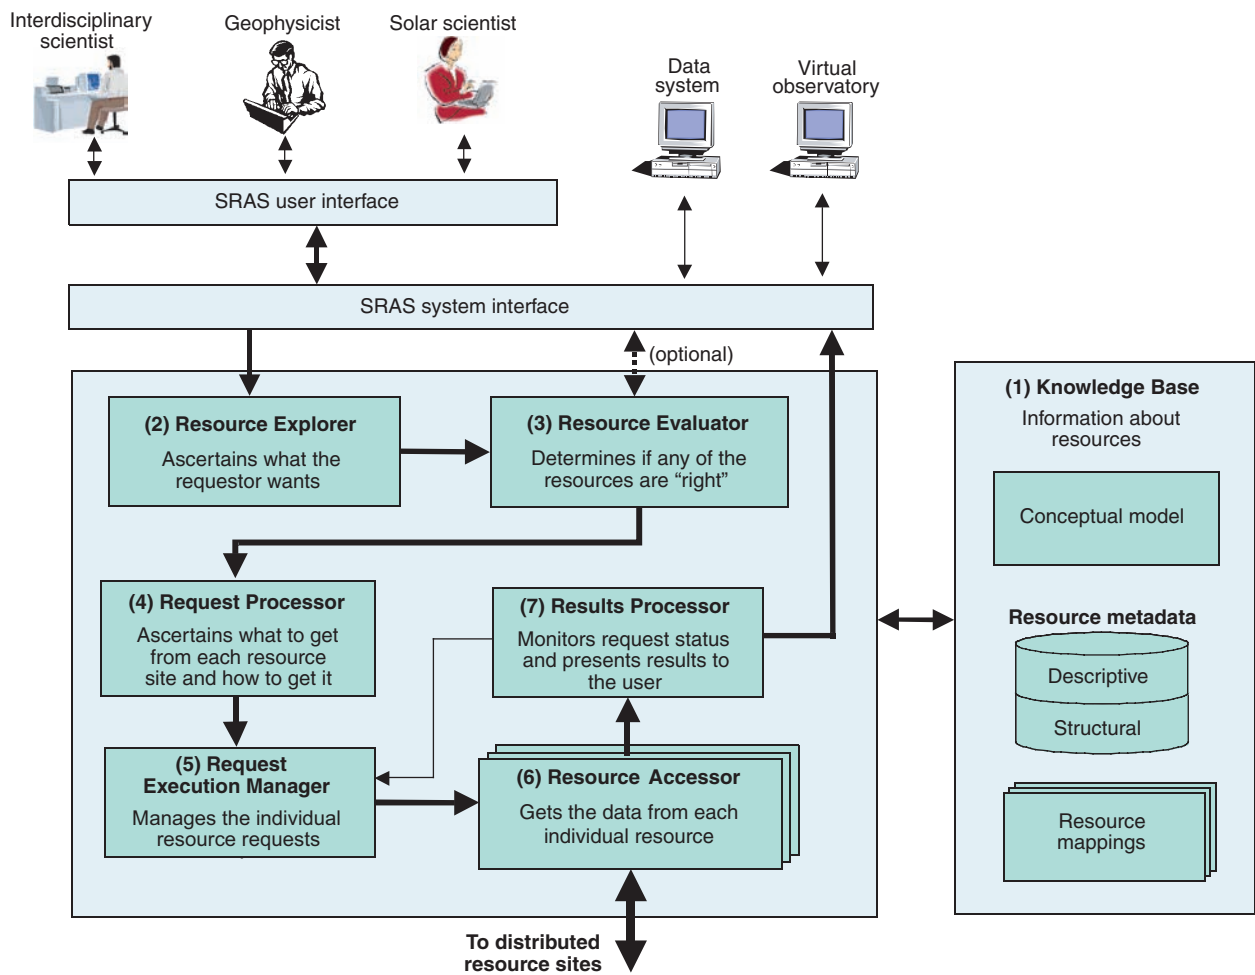 Interdisciplinary
scientist
Geophysicist
Solar scientist
Data
system
Virtual
observatory
SRAS user interface
SRAS system interface
(optional)
(2) Resource Explorer
Ascertains what the
requestor wants
(3) Resource Evaluator
Determines if any of the
resources are “right”
(4) Request Processor
Ascertains what to get
from each resource
site and how to get it
(7) Results Processor
Monitors request status
and presents results to
the user
(5) Request
Execution Manager
Manages the individual
resource requests
(6) Resource Accessor
Gets the data from each
individual resource
To distributed
resource sites
(1) Knowledge Base
Information about
resources
Conceptual model
Resource metadata
Descriptive
Structural
Resource
mappings